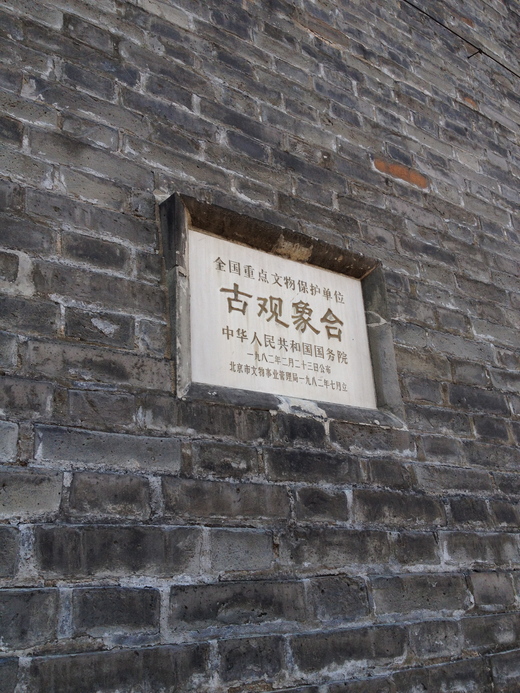 全国重点文物保护单位
古观象台
中华人民共和国国务院
一九八二年二月二十三日公布
北京市文物事业管理局一九八二年七月立